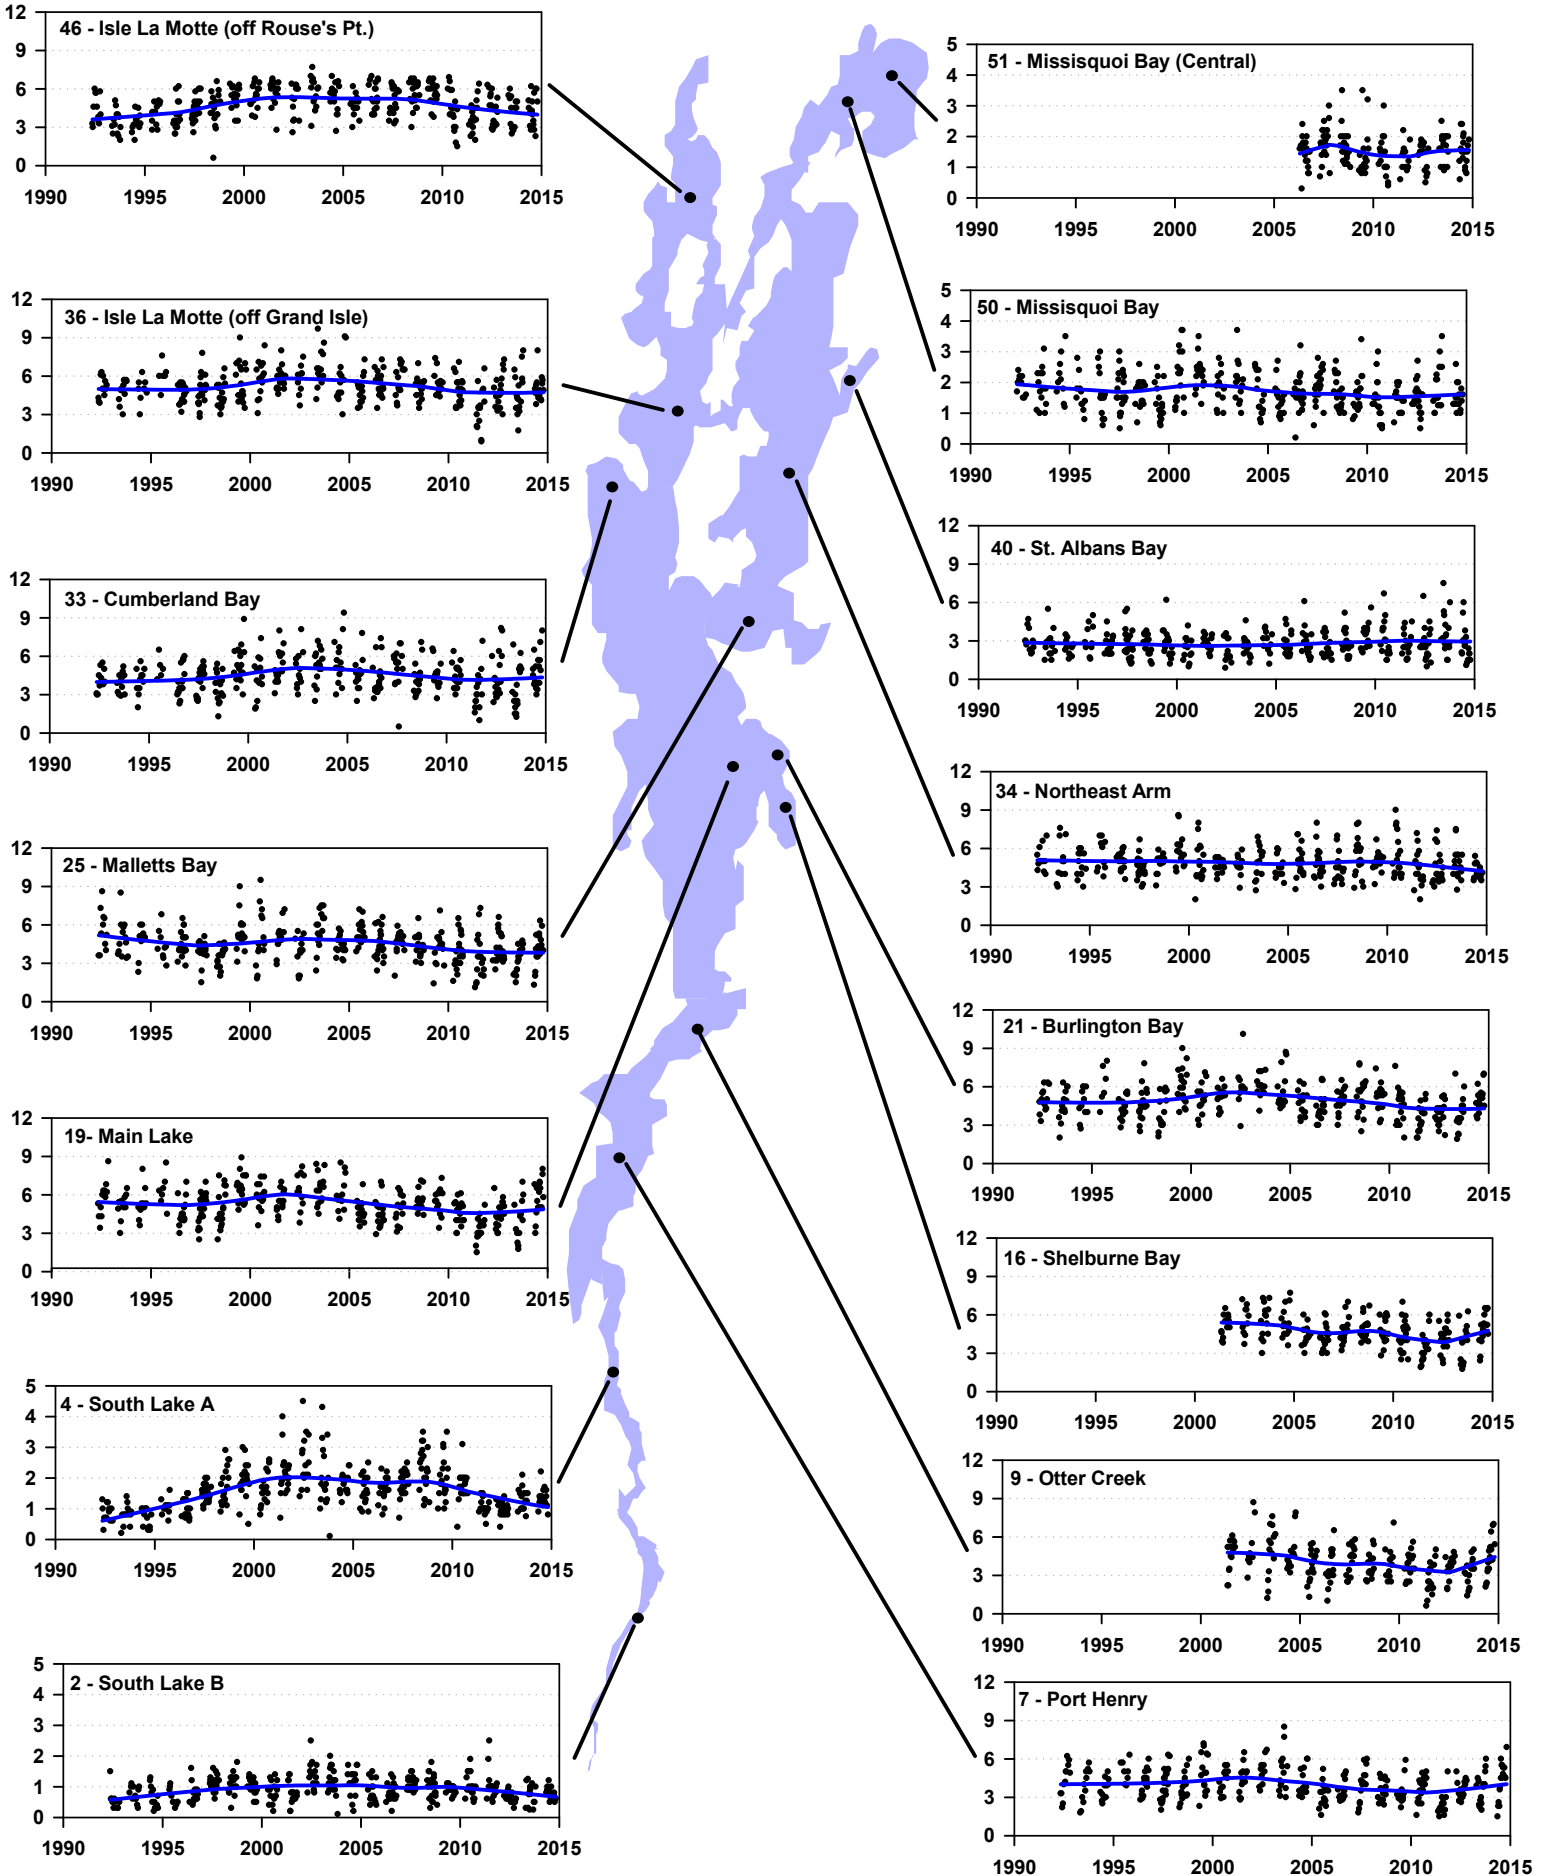 46 - Isle La Motte (off Rouse's Pt.)
12
9
6
3
0
1990 1995 2000 2005 2010 2015
36 - Isle La Motte (off Grand Isle)
12
9
6
3
0
1990 1995 2000 2005 2010 2015
33 - Cumberland Bay
12
9
6
3
0
1990 1995 2000 2005 2010 2015
25 - Malletts Bay
12
9
6
3
0
1990 1995 2000 2005 2010 2015
19- Main Lake
12
9
6
3
0
1990 1995 2000 2005 2010 2015
4 - South Lake A
5
4
3
2
1
0
1990 1995 2000 2005 2010 2015
2 - South Lake B
5
4
3
2
1
0
1990 1995 2000 2005 2010 2015
51 - Missisquoi Bay (Central)
5
4
3
2
1
0
1990 1995 2000 2005 2010 2015
50 - Missisquoi Bay
5
4
3
2
1
0
1990 1995 2000 2005 2010 2015
40 - St. Albans Bay
12
9
6
3
0
1990 1995 2000 2005 2010 2015
34 - Northeast Arm
12
9
6
3
0
1990 1995 2000 2005 2010 2015
21 - Burlington Bay
12
9
6
3
0
1990 1995 2000 2005 2010 2015
16 - Shelburne Bay
12
9
6
3
0
1990 1995 2000 2005 2010 2015
9 - Otter Creek
12
9
6
3
0
1990 1995 2000 2005 2010 2015
7 - Port Henry
12
9
6
3
0
1990 1995 2000 2005 2010 2015